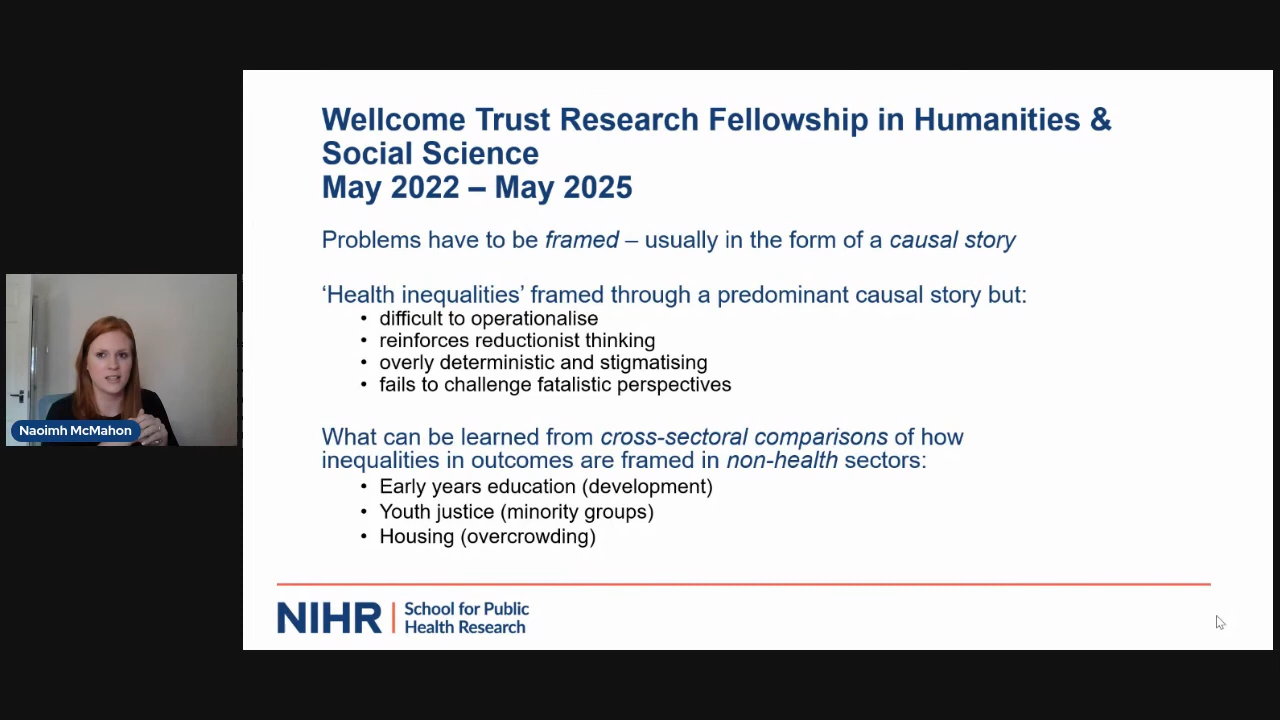 Wellcome Trust Research Fellowship in Humanities &
Social Science
May 2022 – May 2025
Problems have to be framed – usually in the form of a causal story
‘Health inequalities’ framed through a predominant causal story but:
• difficult to operationalise
• reinforces reductionist thinking
• overly deterministic and stigmatising
• fails to challenge fatalistic perspectives
What can be learned from cross-sectoral comparisons of how
inequalities in outcomes are framed in non-health sectors:
• Early years education (development)
• Youth justice (minority groups)
• Housing (overcrowding)
Naoimh McMahon
NIHR | School for Public
Health Research